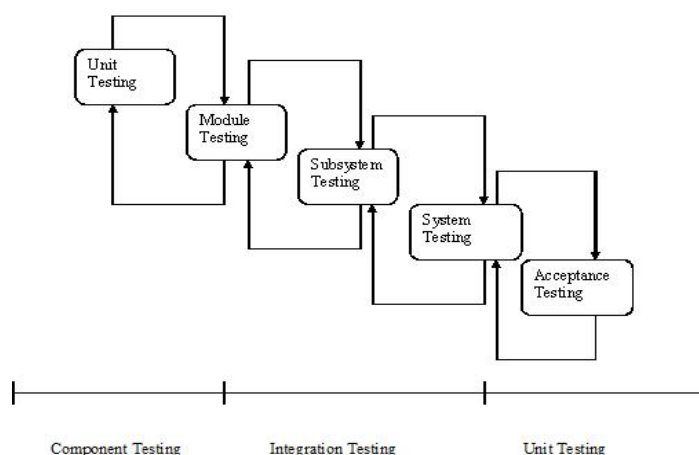 Unit
Testing
Module
Testing
Subsystem
Testing
System
Testing
Acceptance
Testing
Component Testing
Integration Testing
Unit Testing